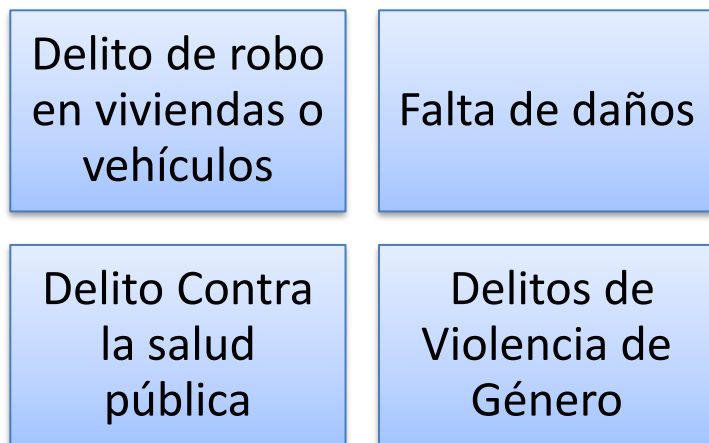 Delito de robo
en viviendas o
vehículos
Falta de daños
Delito Contra
la salud
pública
Delitos de
Violencia de
Género